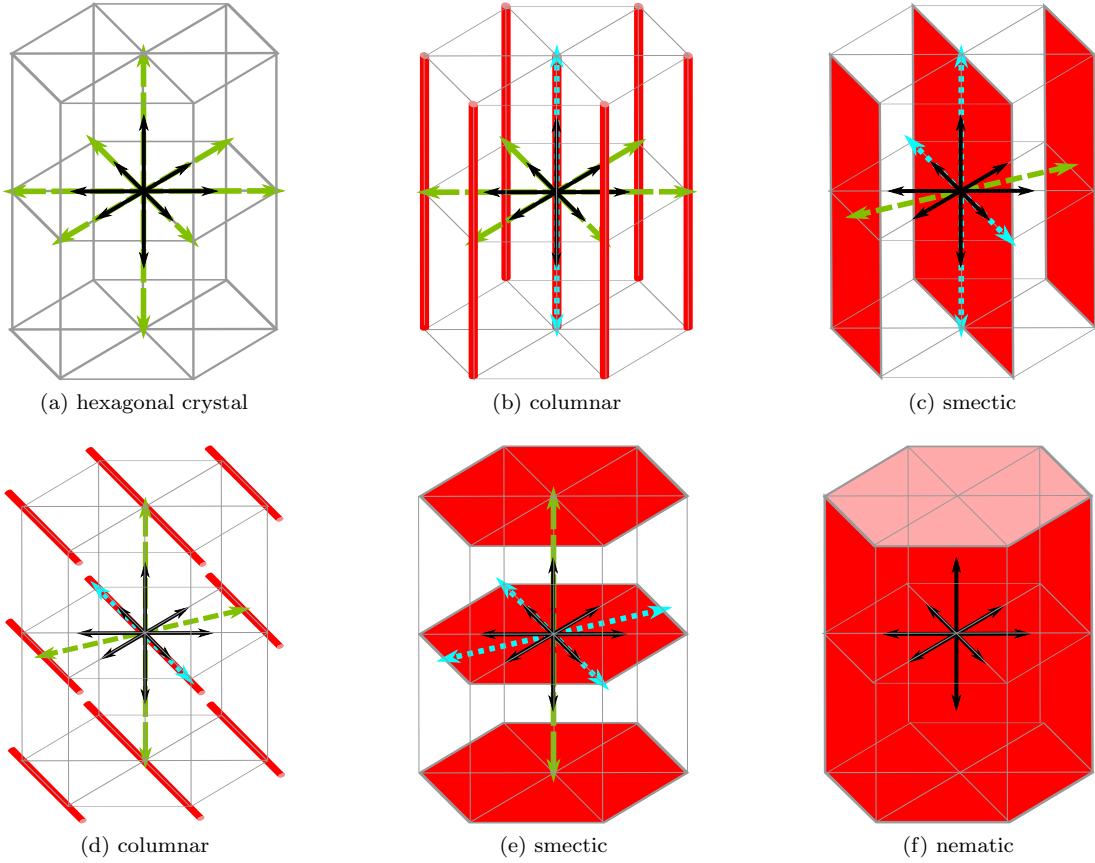 (a) hexagonal crystal
(b) columnar
(c) smectic
(d) columnar
(e) smectic
(f) nematic